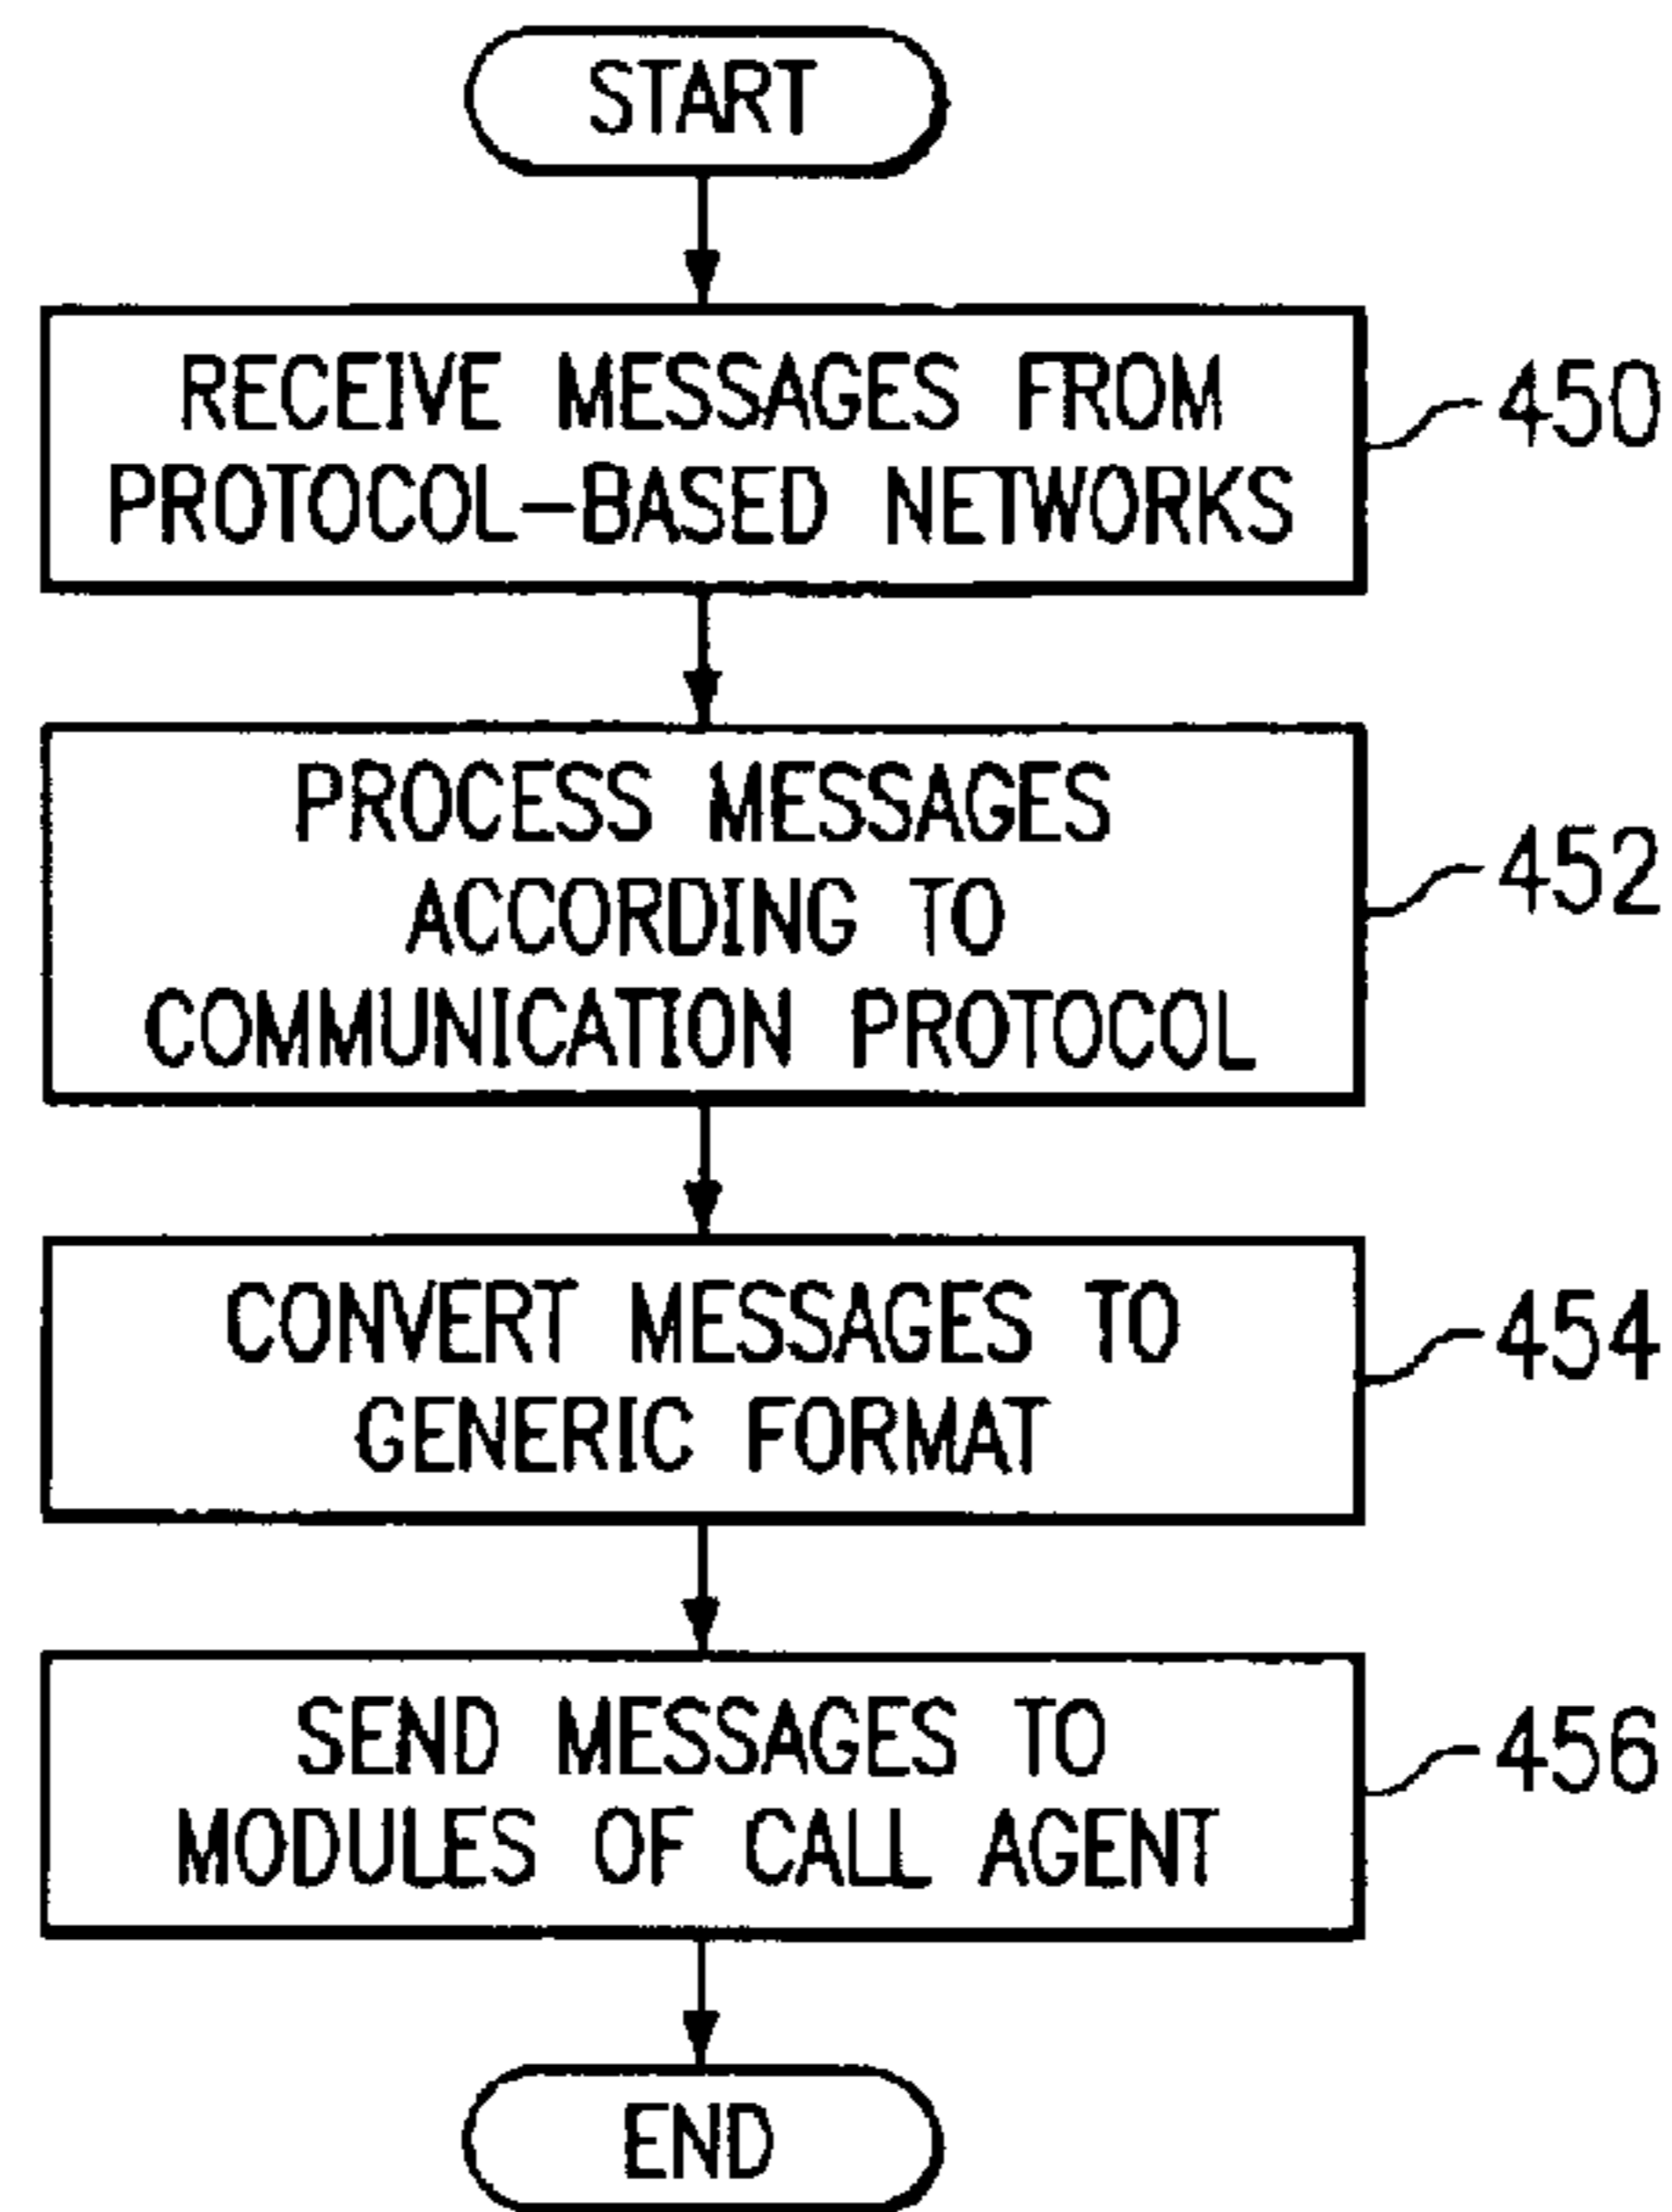 START
RECEIVE MESSAGES FROM
PROTOCOL-BASED NETWORKS
450
PROCESS MESSAGES
ACCORDING TO
COMMUNICATION PROTOCOL
452
CONVERT MESSAGES TO
GENERIC FORMAT
454
SEND MESSAGES TO
MODULES OF CALL AGENT
456
END